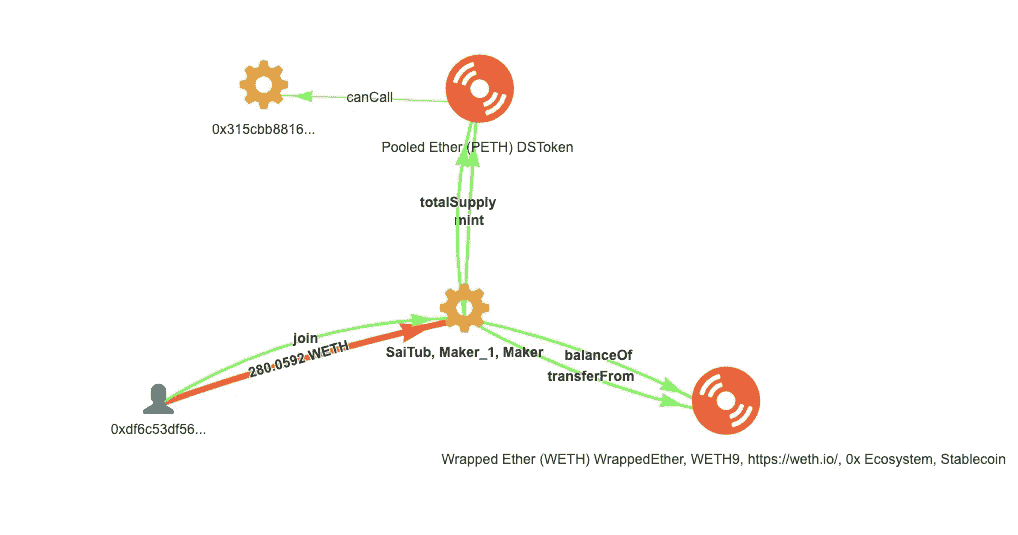 canCall
0x315cbb8816...
Pooled Ether (PETH) DSToken
totalSupply
mint
join
280.0592 WETH
SaiTub, Maker_1, Maker
balanceOf
transferFrom
0xdf6c53df56...
Wrapped Ether (WETH) WrappedEther, WETH9, https://weth.io/, 0x Ecosystem, Stablecoin